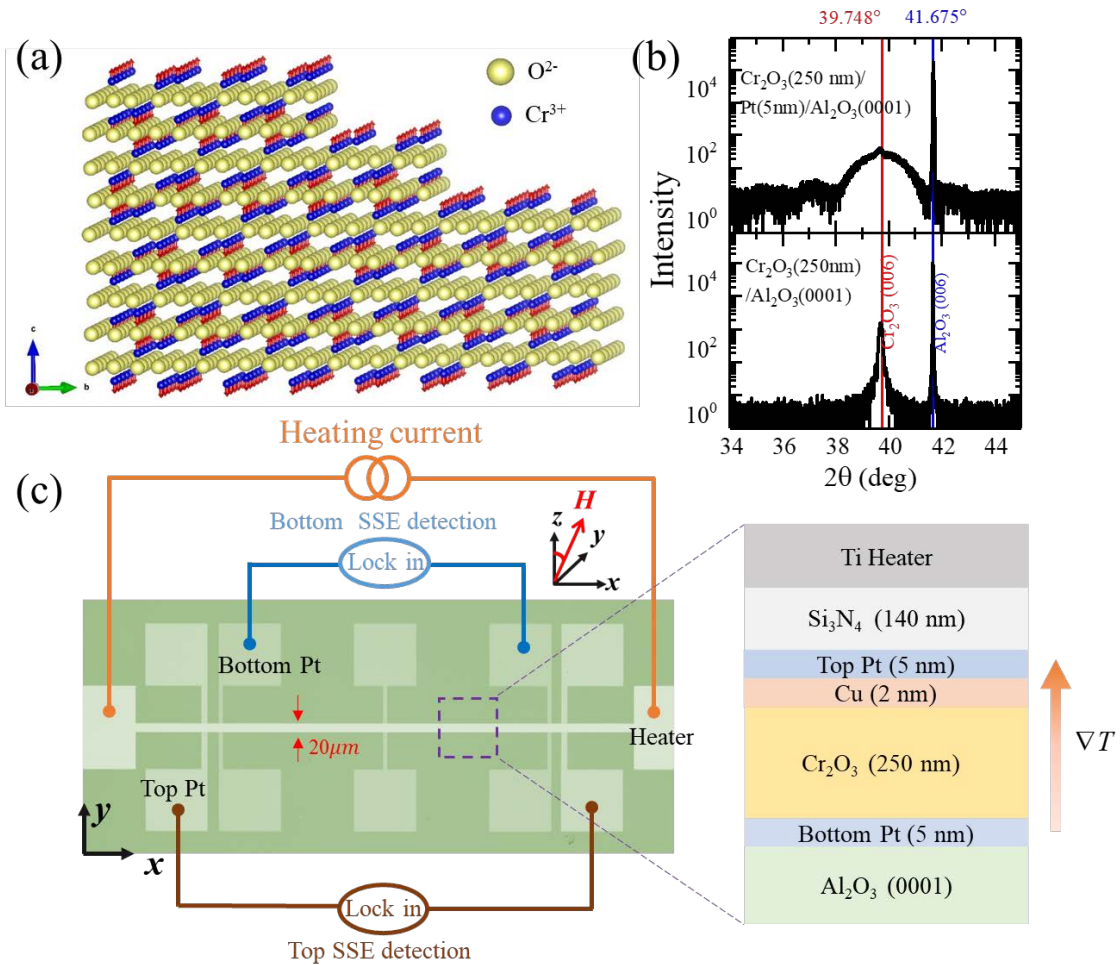 (a)
O2-
Cr3+
c
b
39.748°
41.675°
(b)
Cr2O3(250 nm)/
Pt(5nm)/Al2O3(0001)
10^4
10^2
10^0
Cr2O3(250nm)
/Al2O3(0001)
10^4
10^2
10^0
Cr2O3 (006)
Al2O3 (006)
Intensity
34 36 38 40 42 44
2θ (deg)
(c)
Heating current
Bottom SSE detection
Lock in
z
H
y
x
Bottom Pt
20μm
Heater
Top Pt
y
x
Lock in
Top SSE detection
Ti Heater
Si3N4 (140 nm)
Top Pt (5 nm)
Cu (2 nm)
Cr2O3 (250 nm)
Bottom Pt (5 nm)
Al2O3 (0001)
∇T